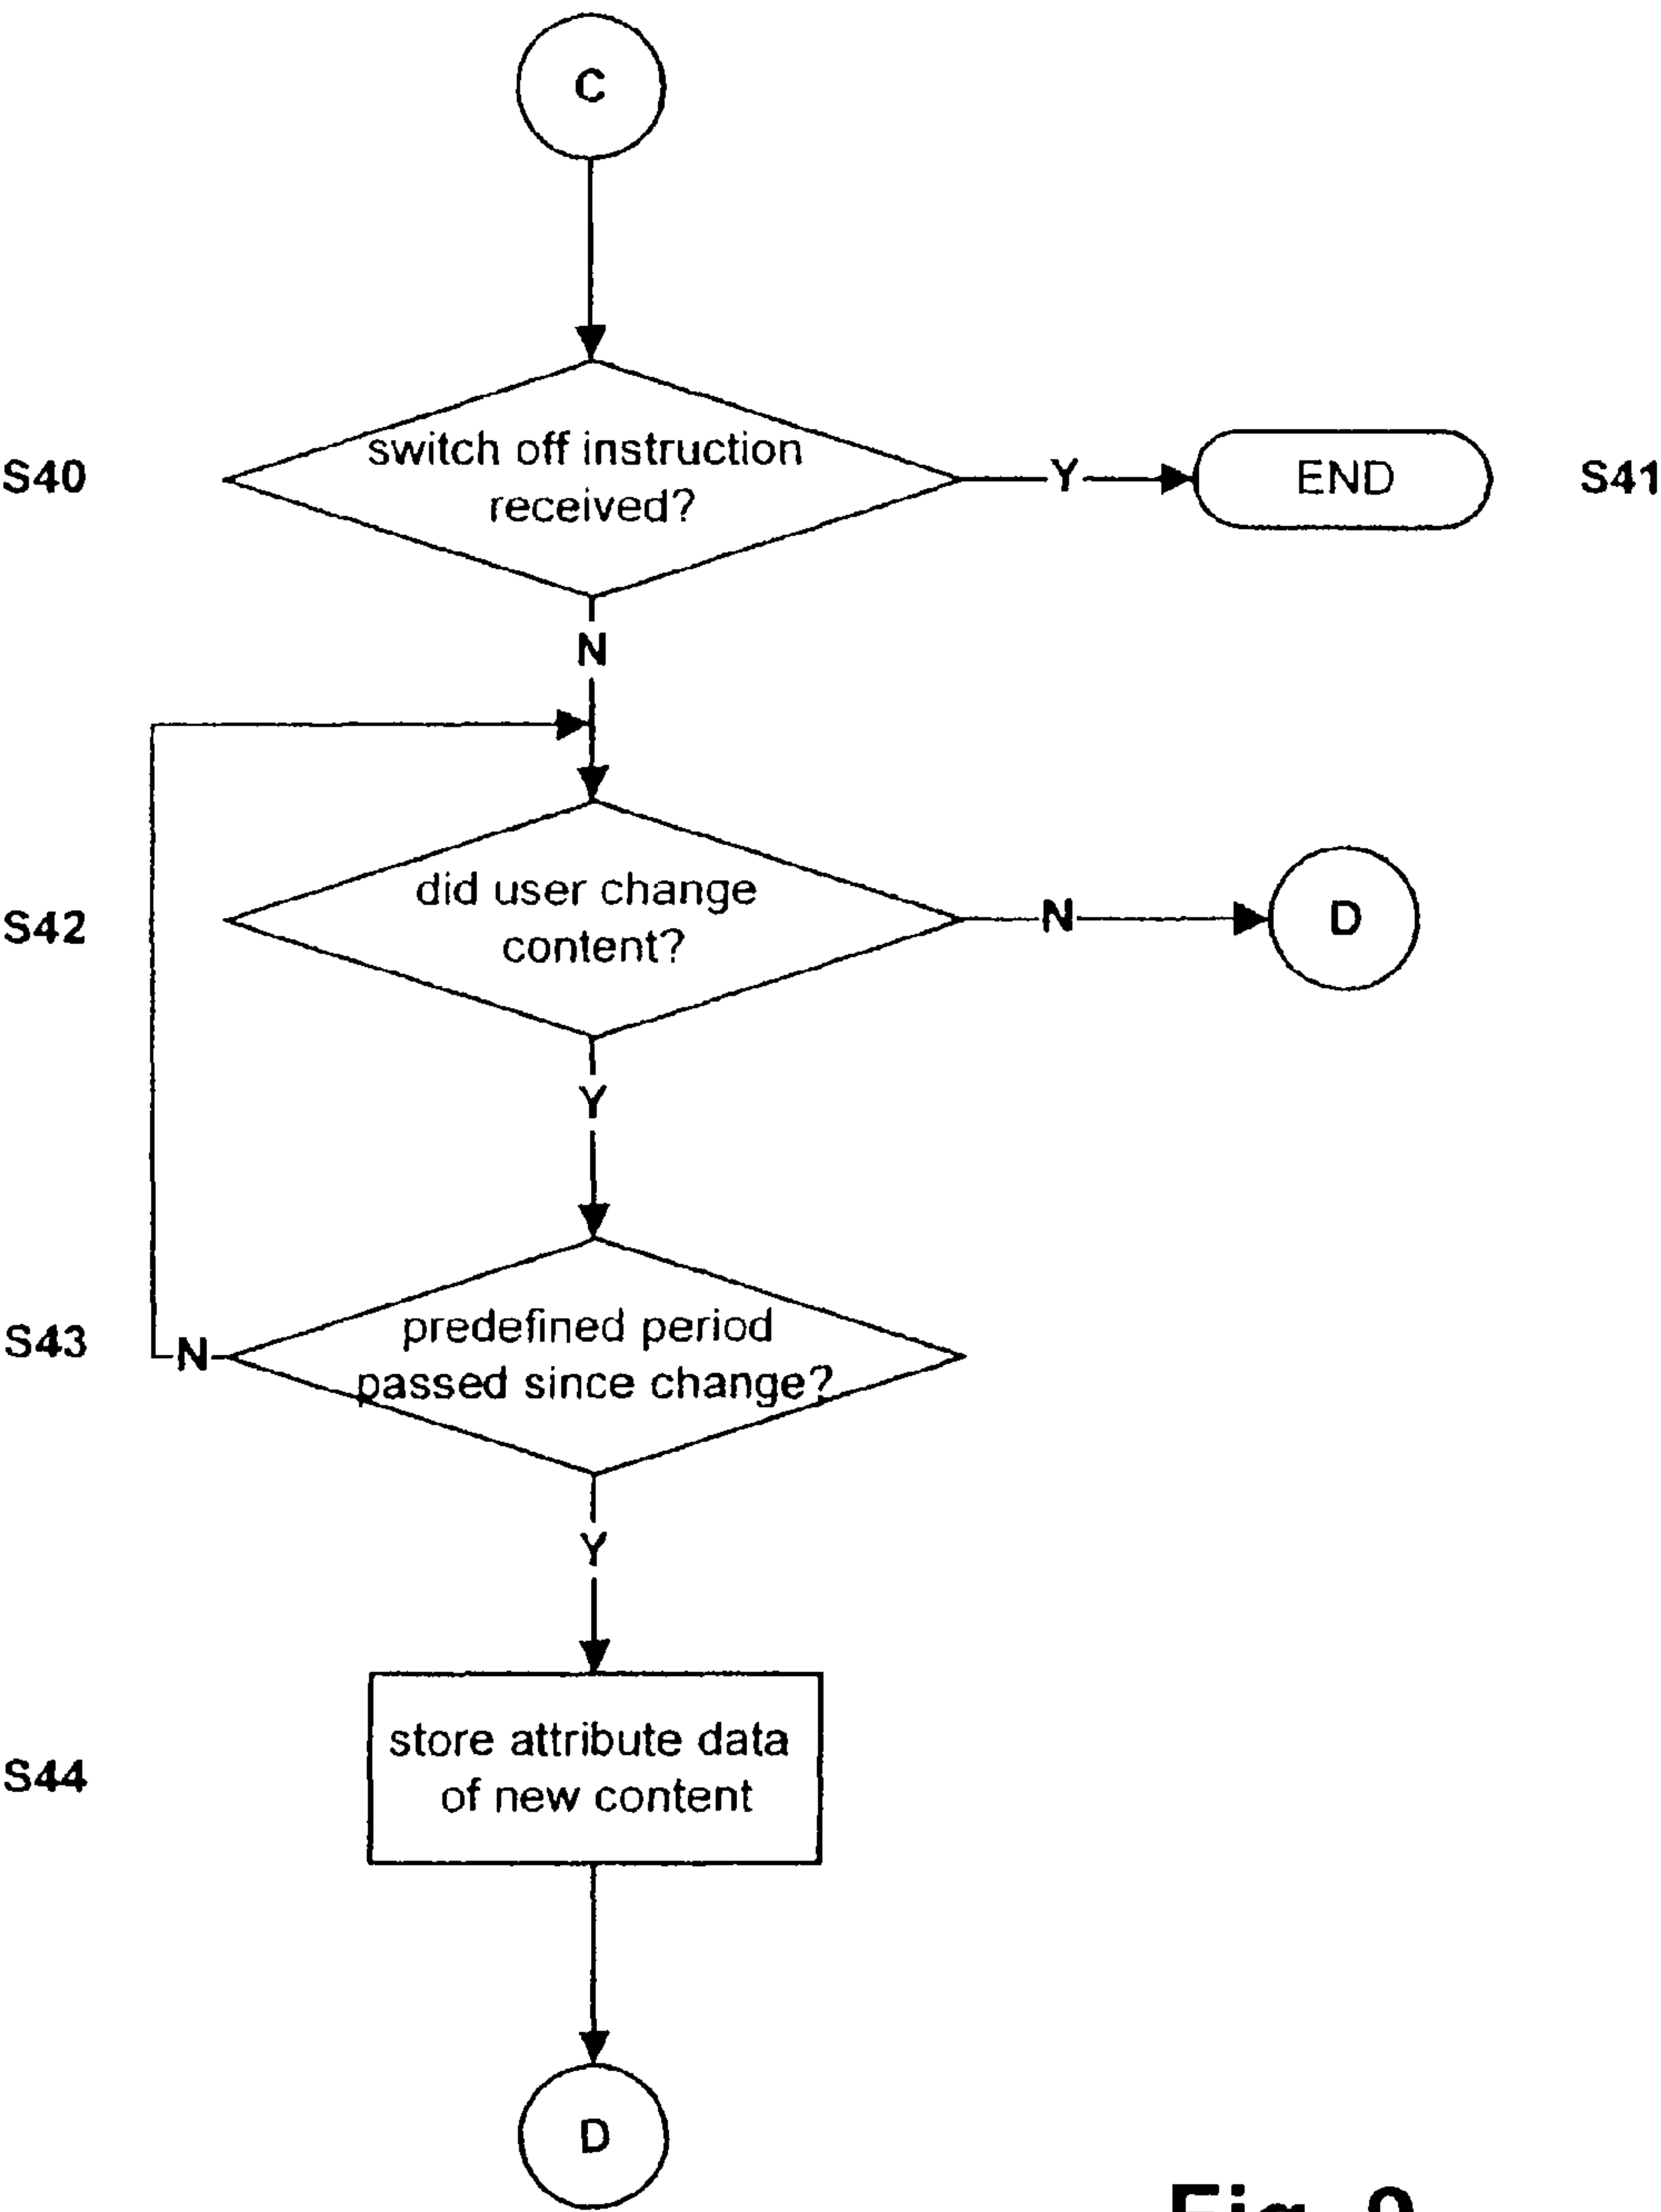 C
S40
switch off instruction
received?
Y
END
S41
N
S42
did user change
content?
N
D
Y
S43
N
predefined period
passed since change?
Y
S44
store attribute data
of new content
D